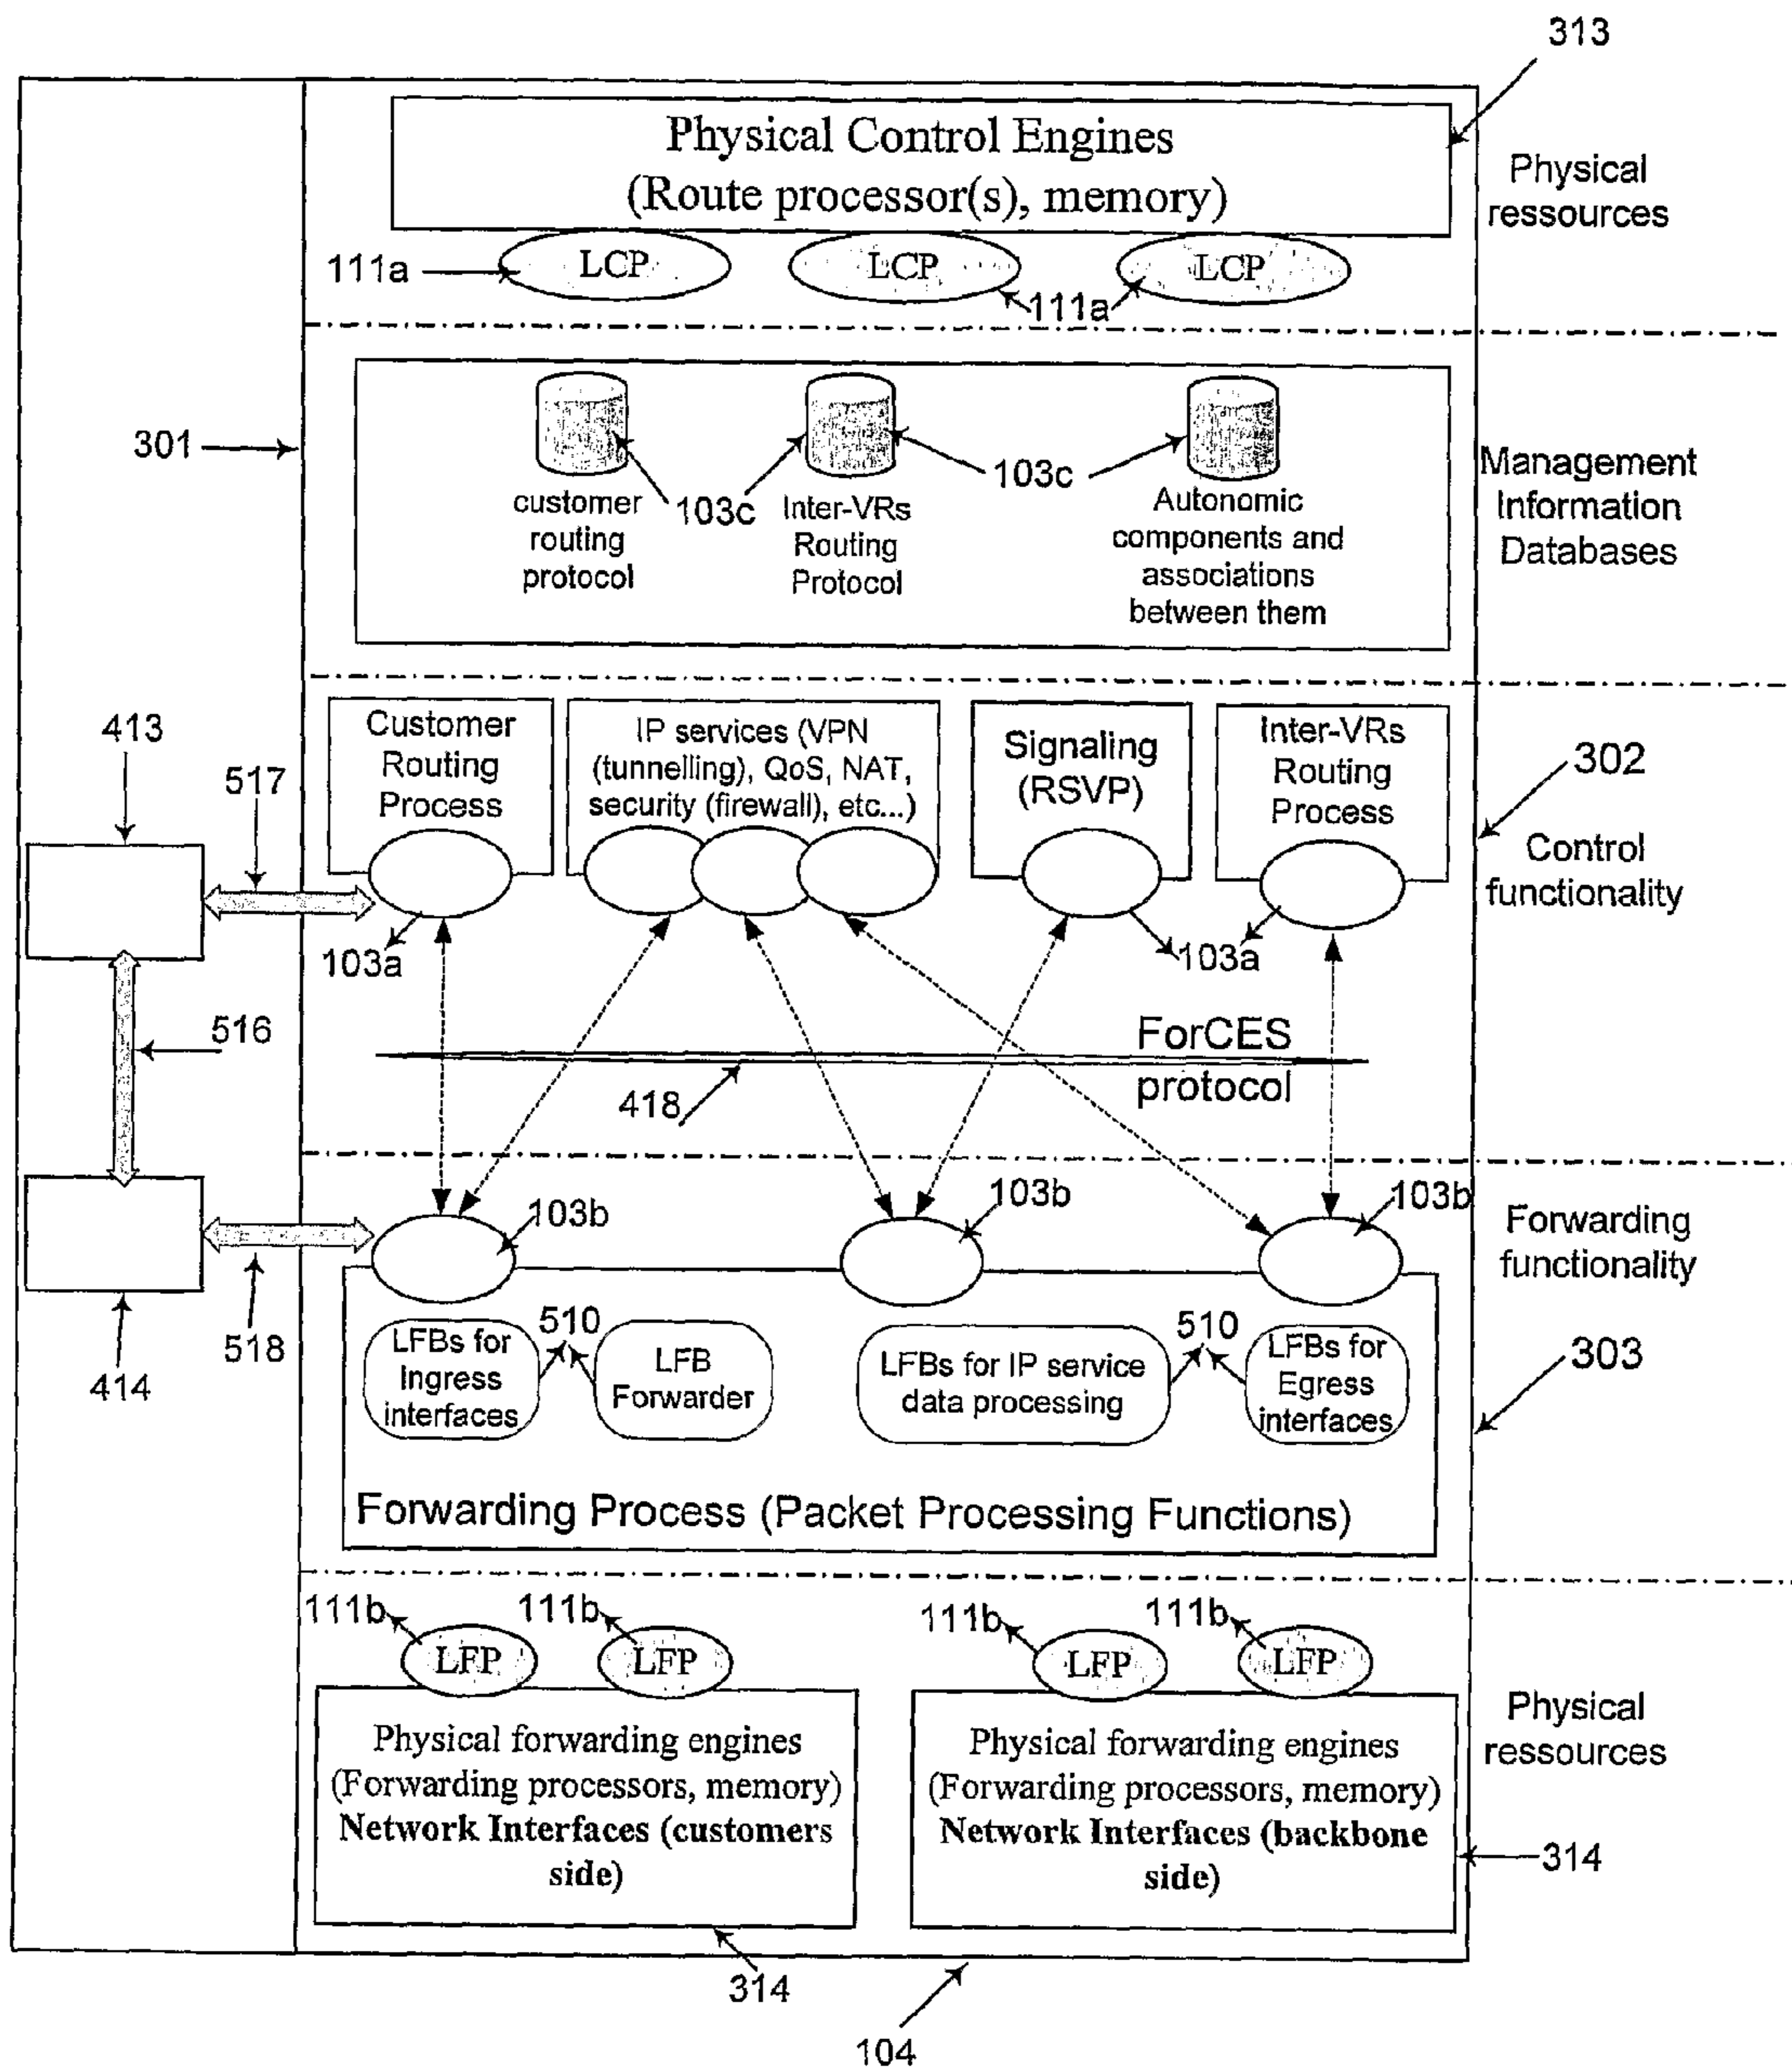 313
Physical Control Engines
(Route processor(s), memory)
Physical
ressources
LCP
LCP
LCP
111a
111a
301
customer
routing
protocol
103c
Inter-VRs
Routing
Protocol
103c
Autonomic
components and
associations
between them
Management
Information
Databases
413
517
Customer
Routing
Process
IP services (VPN
(tunnelling), QoS, NAT,
security (firewall), etc...)
Signaling
(RSVP)
Inter-VRs
Routing
Process
302
Control
functionality
103a
103a
516
ForCES
protocol
418
103b
103b
103b
Forwarding
functionality
518
414
LFBs for
Ingress
interfaces
510
LFB
Forwarder
LFBs for IP service
data processing
510
LFBs for
Egress
interfaces
303
Forwarding Process (Packet Processing Functions)
111b
111b
111b
111b
LFP
LFP
LFP
LFP
Physical forwarding engines
(Forwarding processors, memory)
Network Interfaces (customers
side)
Physical forwarding engines
(Forwarding processors, memory)
Network Interfaces (backbone
side)
Physical
ressources
314
314
104